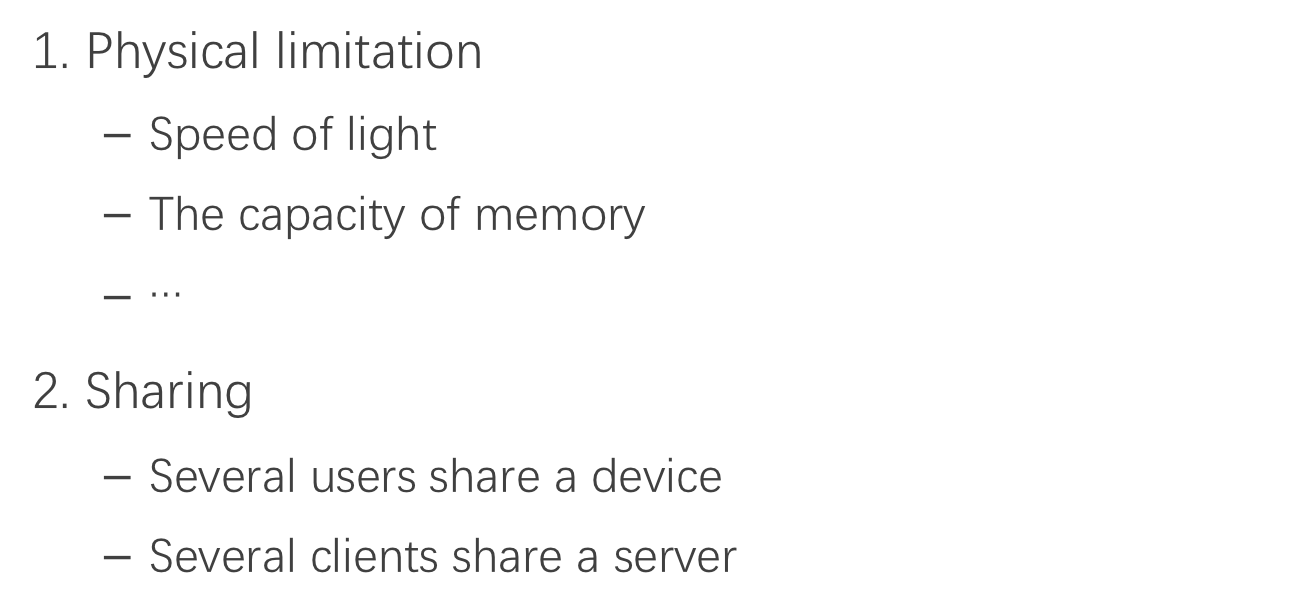 1. Physical limitation
– Speed of light
– The capacity of memory
– …
2. Sharing
– Several users share a device
– Several clients share a server